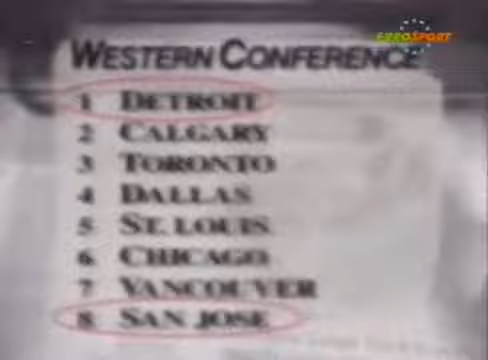 EUROSPORT
WESTERN CONFERENCE
1 DETROIT
2 CALGARY
3 TORONTO
4 DALLAS
5 ST. LOUIS
6 CHICAGO
7 VANCOUVER
8 SAN JOSE